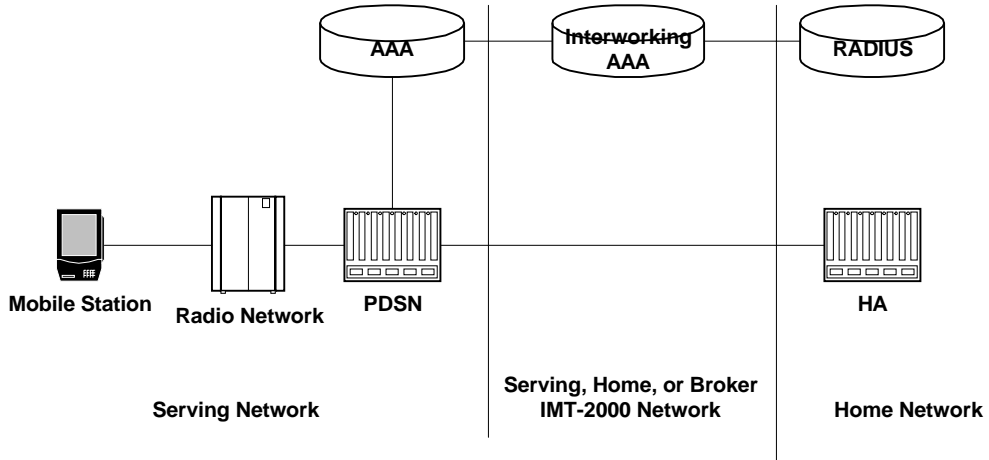 AAA
Interworking
AAA
RADIUS
Mobile Station
Radio Network
PDSN
HA
Serving Network
Serving, Home, or Broker
IMT-2000 Network
Home Network